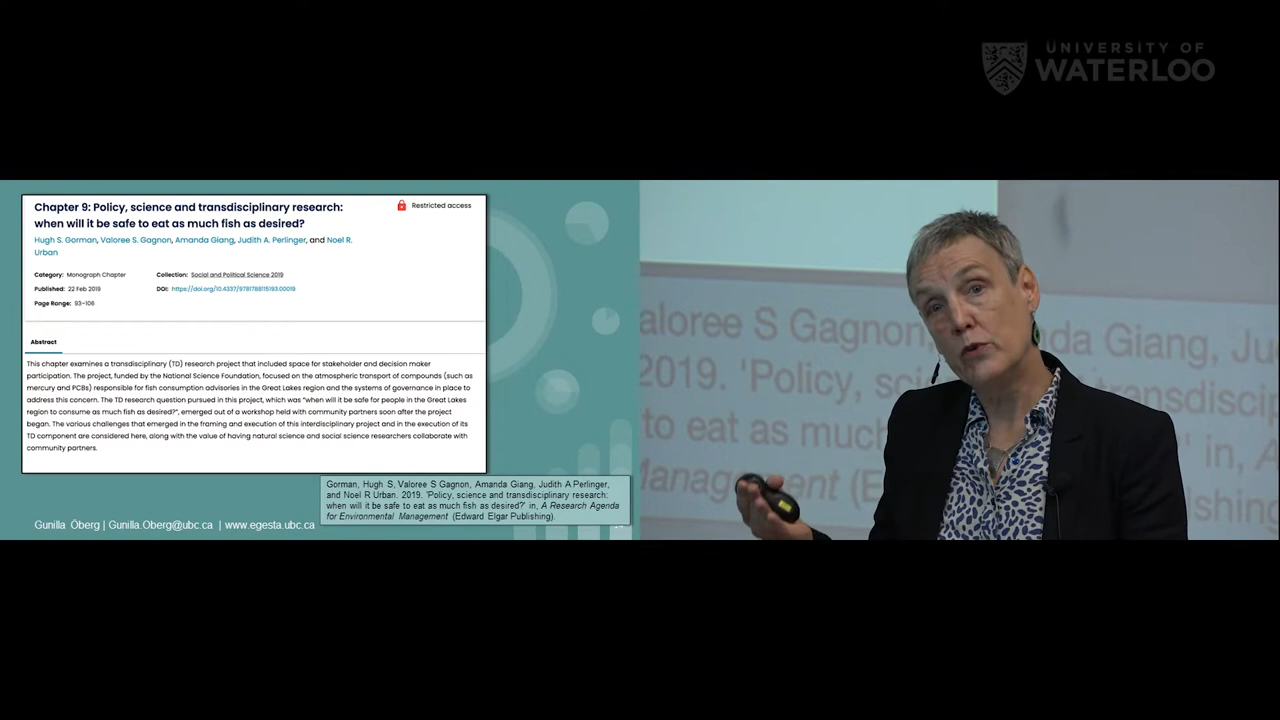 UNIVERSITY OF
WATERLOO
Chapter 9: Policy, science and transdisciplinary research:
when will it be safe to eat as much fish as desired?
Restricted access
Hugh S. Gorman, Valoree S. Gagnon, Amanda Giang, Judith A. Perlinger, and Noel R.
Urban
Category: Monograph Chapter
Collection: Social and Political Science 2019
Published: 22 Feb 2019
DOI: https://doi.org/10.4337/9781788115193.00019
Page Range: 93–106
Abstract
This chapter examines a transdisciplinary (TD) research project that included space for stakeholder and decision maker
participation. The project, funded by the National Science Foundation, focused on the atmospheric transport of compounds (such as
mercury and PCBs) responsible for fish consumption advisories in the Great Lakes region and the systems of governance in place to
address this concern. The TD research question pursued in this project, which was “when will it be safe for people in the Great Lakes
region to consume as much fish as desired?”, emerged out of a workshop held with community partners soon after the project
began. The various challenges that emerged in the framing and execution of this interdisciplinary project and in the execution of its
TD component are considered here, along with the value of having natural science and social science researchers collaborate with
community partners.
Gorman, Hugh S, Valoree S Gagnon, Amanda Giang, Judith A Perlinger,
and Noel R Urban. 2019. 'Policy, science and transdisciplinary research:
when will it be safe to eat as much fish as desired?' in, A Research Agenda
for Environmental Management (Edward Elgar Publishing).
Gunilla Öberg | Gunilla.Oberg@ubc.ca | www.egesta.ubc.ca
aloree S Gagnon, nda Giang, Ju
2019. 'Policy, sci transdiscip
to eat as much ' in, A
Management (E ishing